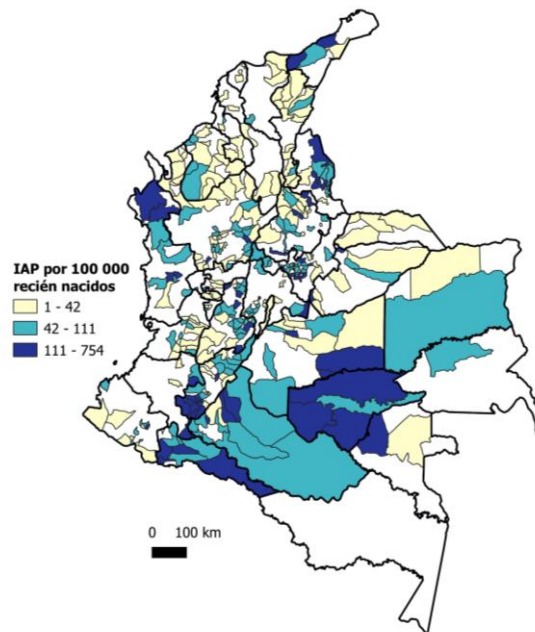 IAP por 100 000
recién nacidos
1 - 42
42 - 111
111 - 754
0 100 km